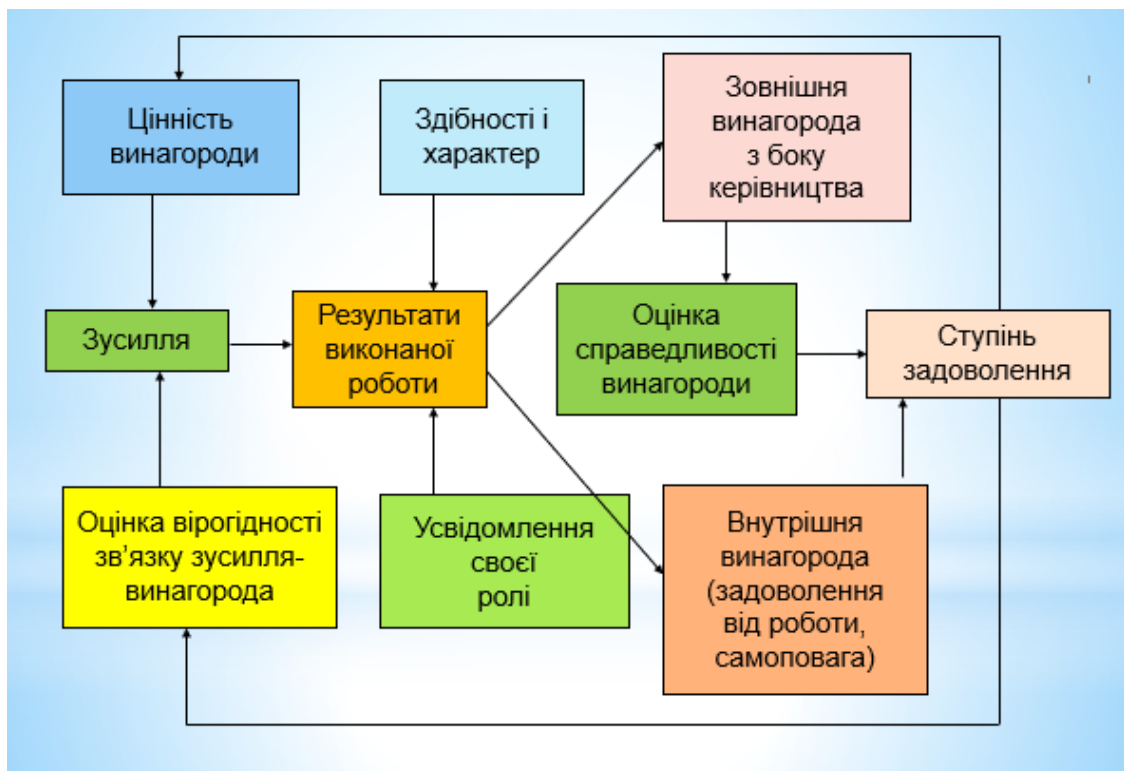 Цінність
винагороди
Здібності і
характер
Зовнішня
винагорода
з боку
керівництва
Зусилля
Результати
виконаної
роботи
Оцінка
справедливості
винагороди
Ступінь
задоволення
Оцінка вірогідності
зв’язку зусилля-
винагорода
Усвідомлення
своєї
ролі
Внутрішня
винагорода
(задоволення
від роботи,
самоповага)